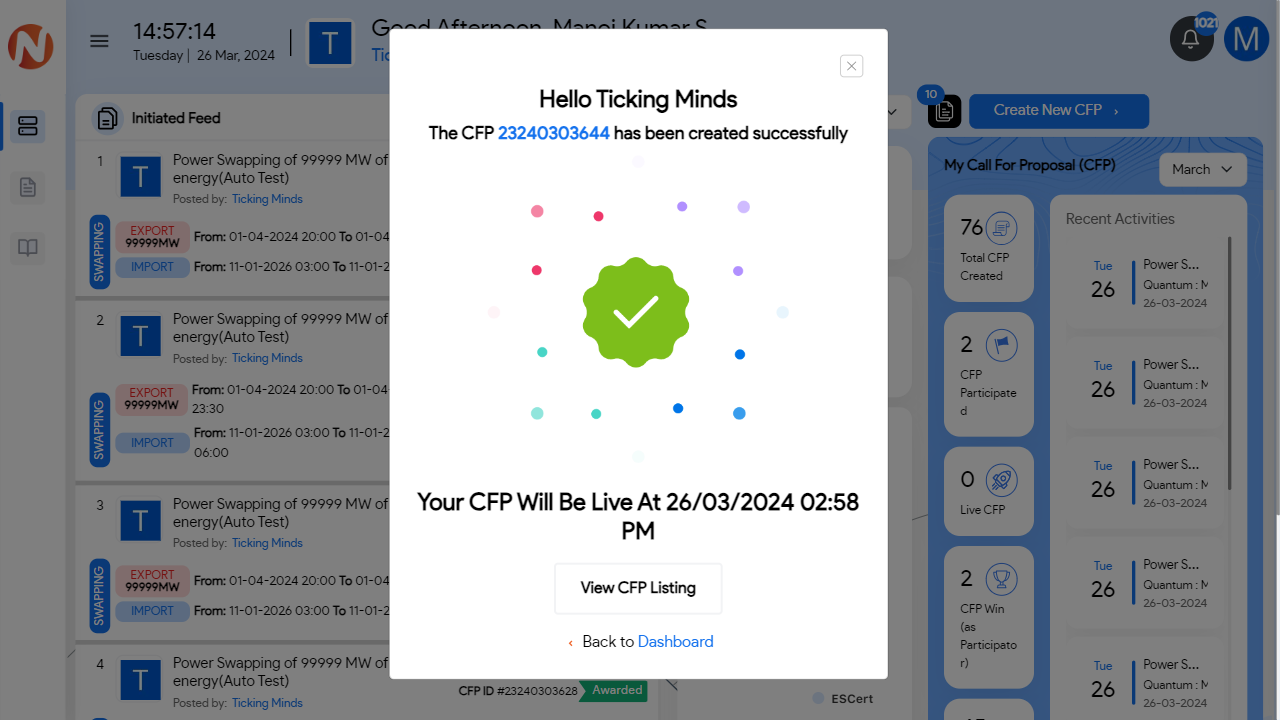 14:57:14
Tuesday | 26 Mar, 2024
T
Good Afternoon, Manoj Kumar S
1021
M
Initiated Feed
1
T
Power Swapping of 99999 MW of
energy(Auto Test)
Posted by: Ticking Minds
SWAPPING
EXPORT
99999MW
From: 01-04-2024 20:00 To 01-04
IMPORT
From: 11-01-2026 03:00 To 11-01-2
2
T
Power Swapping of 99999 MW of
energy(Auto Test)
Posted by: Ticking Minds
SWAPPING
EXPORT
99999MW
From: 01-04-2024 20:00 To 01-04
23:30
IMPORT
From: 11-01-2026 03:00 To 11-01-2
06:00
3
T
Power Swapping of 99999 MW of
energy(Auto Test)
Posted by: Ticking Minds
SWAPPING
EXPORT
99999MW
From: 01-04-2024 20:00 To 01-04
IMPORT
From: 11-01-2026 03:00 To 11-01-2
4
T
Power Swapping of 99999 MW of
energy(Auto Test)
Posted by: Ticking Minds
CFP ID #23240303628
Awarded
Hello Ticking Minds
The CFP 23240303644 has been created successfully
Your CFP Will Be Live At 26/03/2024 02:58
PM
View CFP Listing
‹ Back to Dashboard
ESCert
10
Create New CFP ›
My Call For Proposal (CFP)
March
76
Total CFP
Created
2
CFP
Participate
d
0
Live CFP
2
CFP Win
(as
Participato
r)
Recent Activities
Tue
26
Power S...
Quantum : M
26-03-2024
Tue
26
Power S...
Quantum : M
26-03-2024
Tue
26
Power S...
Quantum : M
26-03-2024
Tue
26
Power S...
Quantum : M
26-03-2024
Tue
26
Power S...
Quantum : M
26-03-2024